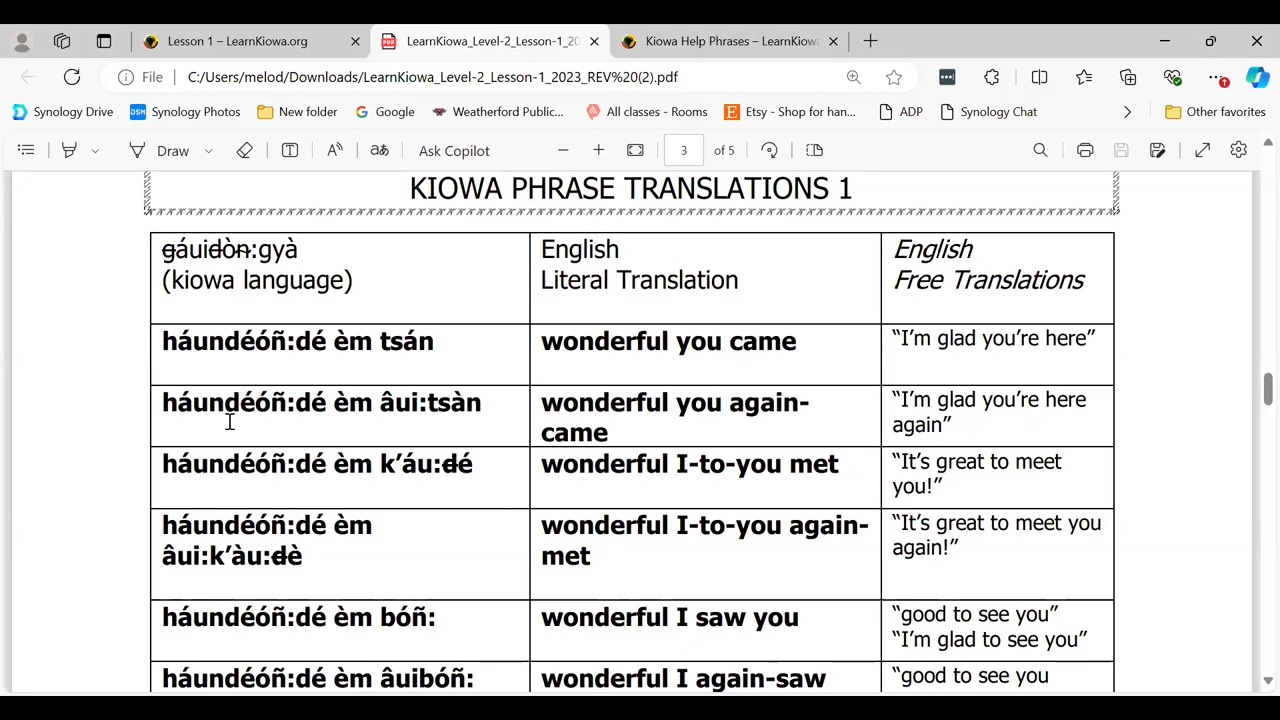 Lesson 1 – LearnKiowa.org
LearnKiowa_Level-2_Lesson-1_20
Kiowa Help Phrases – LearnKiow
File C:/Users/melod/Downloads/LearnKiowa_Level-2_Lesson-1_2023_REV%20(2).pdf
Synology Drive
DSM Synology Photos
New folder
Google
Weatherford Public...
All classes - Rooms
Etsy - Shop for han...
ADP
Synology Chat
Other favorites
Draw
Ask Copilot
3 of 5
KIOWA PHRASE TRANSLATIONS 1
g̶áuid̶òn̶:gyà
(kiowa language)
English
Literal Translation
English
Free Translations
háundéóñ:dé èm tsán
wonderful you came
“I’m glad you’re here”
háundéóñ:dé èm âui:tsàn
wonderful you again-
came
“I’m glad you’re here
again”
háundéóñ:dé èm k’áu:d̶é
wonderful I-to-you met
“It’s great to meet
you!”
háundéóñ:dé èm
âui:k’àu:d̶è
wonderful I-to-you again-
met
“It’s great to meet you
again!”
háundéóñ:dé èm bóñ:
wonderful I saw you
“good to see you”
“I’m glad to see you”
háundéóñ:dé èm âuibóñ:
wonderful I again-saw
“good to see you